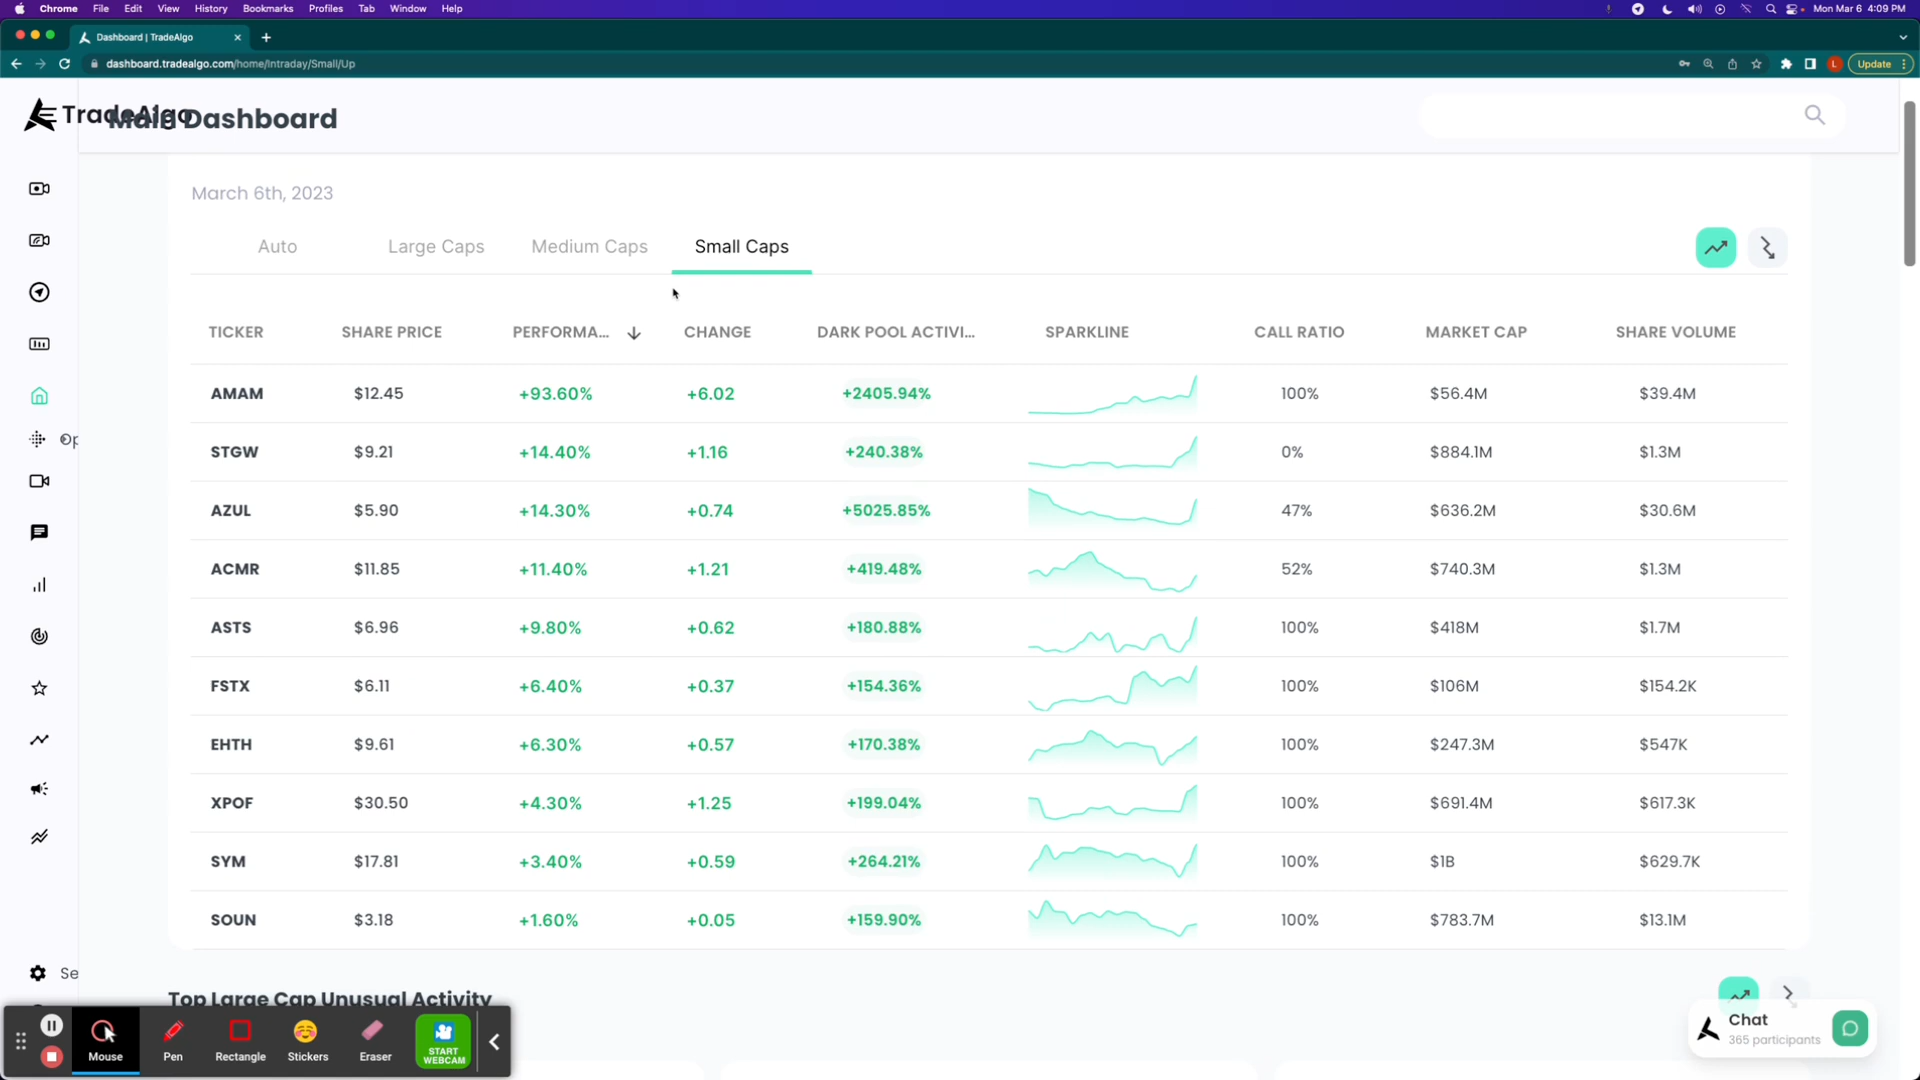 Chrome File Edit View History Bookmarks Profiles Tab Window Help Mon Mar 6 4:09 PM
Dashboard | TradeAlgo
dashboard.tradealgo.com/home/Intraday/Small/Up Update
TradeAlgo
Main Dashboard
March 6th, 2023
Auto Large Caps Medium Caps Small Caps
TICKER SHARE PRICE PERFORMA... CHANGE DARK POOL ACTIVI... SPARKLINE CALL RATIO MARKET CAP SHARE VOLUME
AMAM $12.45 +93.60% +6.02 +2405.94% 100% $56.4M $39.4M
STGW $9.21 +14.40% +1.16 +240.38% 0% $884.1M $1.3M
AZUL $5.90 +14.30% +0.74 +5025.85% 47% $636.2M $30.6M
ACMR $11.85 +11.40% +1.21 +419.48% 52% $740.3M $1.3M
ASTS $6.96 +9.80% +0.62 +180.88% 100% $418M $1.7M
FSTX $6.11 +6.40% +0.37 +154.36% 100% $106M $154.2K
EHTH $9.61 +6.30% +0.57 +170.38% 100% $247.3M $547K
XPOF $30.50 +4.30% +1.25 +199.04% 100% $691.4M $617.3K
SYM $17.81 +3.40% +0.59 +264.21% 100% $1B $629.7K
SOUN $3.18 +1.60% +0.05 +159.90% 100% $783.7M $13.1M
Se
Top Large Cap Unusual Activity
Chat
365 participants
Mouse Pen Rectangle Stickers Eraser START WEBCAM